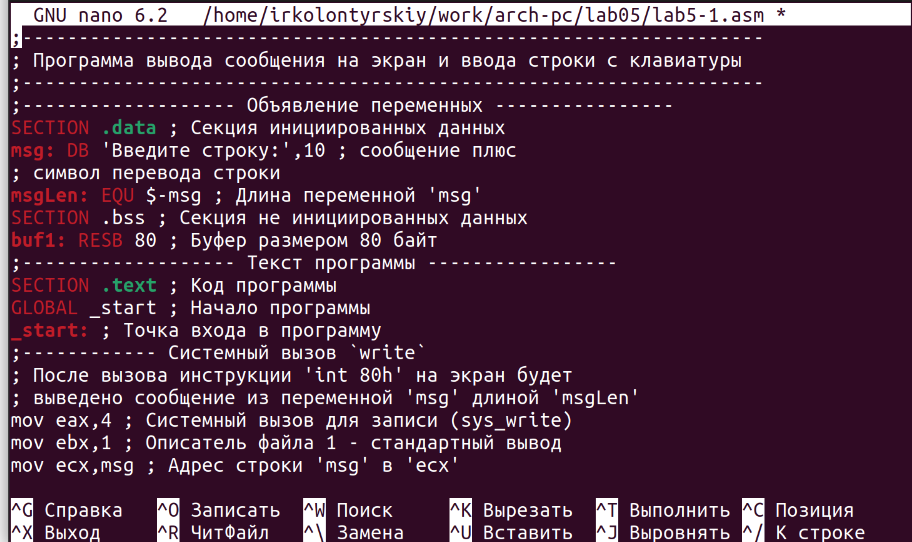 GNU nano 6.2 /home/irkolontyrskiy/work/arch-pc/lab05/lab5-1.asm *
;------------------------------------------------------------------
; Программа вывода сообщения на экран и ввода строки с клавиатуры
;------------------------------------------------------------------
;------------------- Объявление переменных ----------------
SECTION .data ; Секция инициированных данных
msg: DB 'Введите строку:',10 ; сообщение плюс
; символ перевода строки
msgLen: EQU $-msg ; Длина переменной 'msg'
SECTION .bss ; Секция не инициированных данных
buf1: RESB 80 ; Буфер размером 80 байт
;------------------- Текст программы -----------------
SECTION .text ; Код программы
GLOBAL _start ; Начало программы
_start: ; Точка входа в программу
;------------ Системный вызов `write`
; После вызова инструкции 'int 80h' на экран будет
; выведено сообщение из переменной 'msg' длиной 'msgLen'
mov eax,4 ; Системный вызов для записи (sys_write)
mov ebx,1 ; Описатель файла 1 - стандартный вывод
mov ecx,msg ; Адрес строки 'msg' в 'ecx'
^G Справка ^O Записать ^W Поиск ^K Вырезать ^T Выполнить ^C Позиция
^X Выход ^R ЧитФайл ^\ Замена ^U Вставить ^J Выровнять ^/ К строке